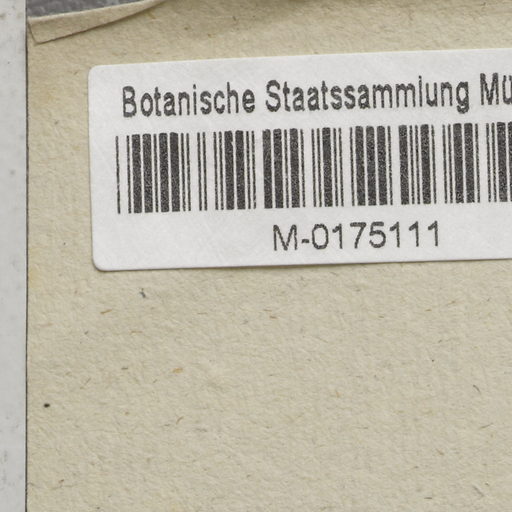 Botanische Staatssammlung Mü
M-0175111